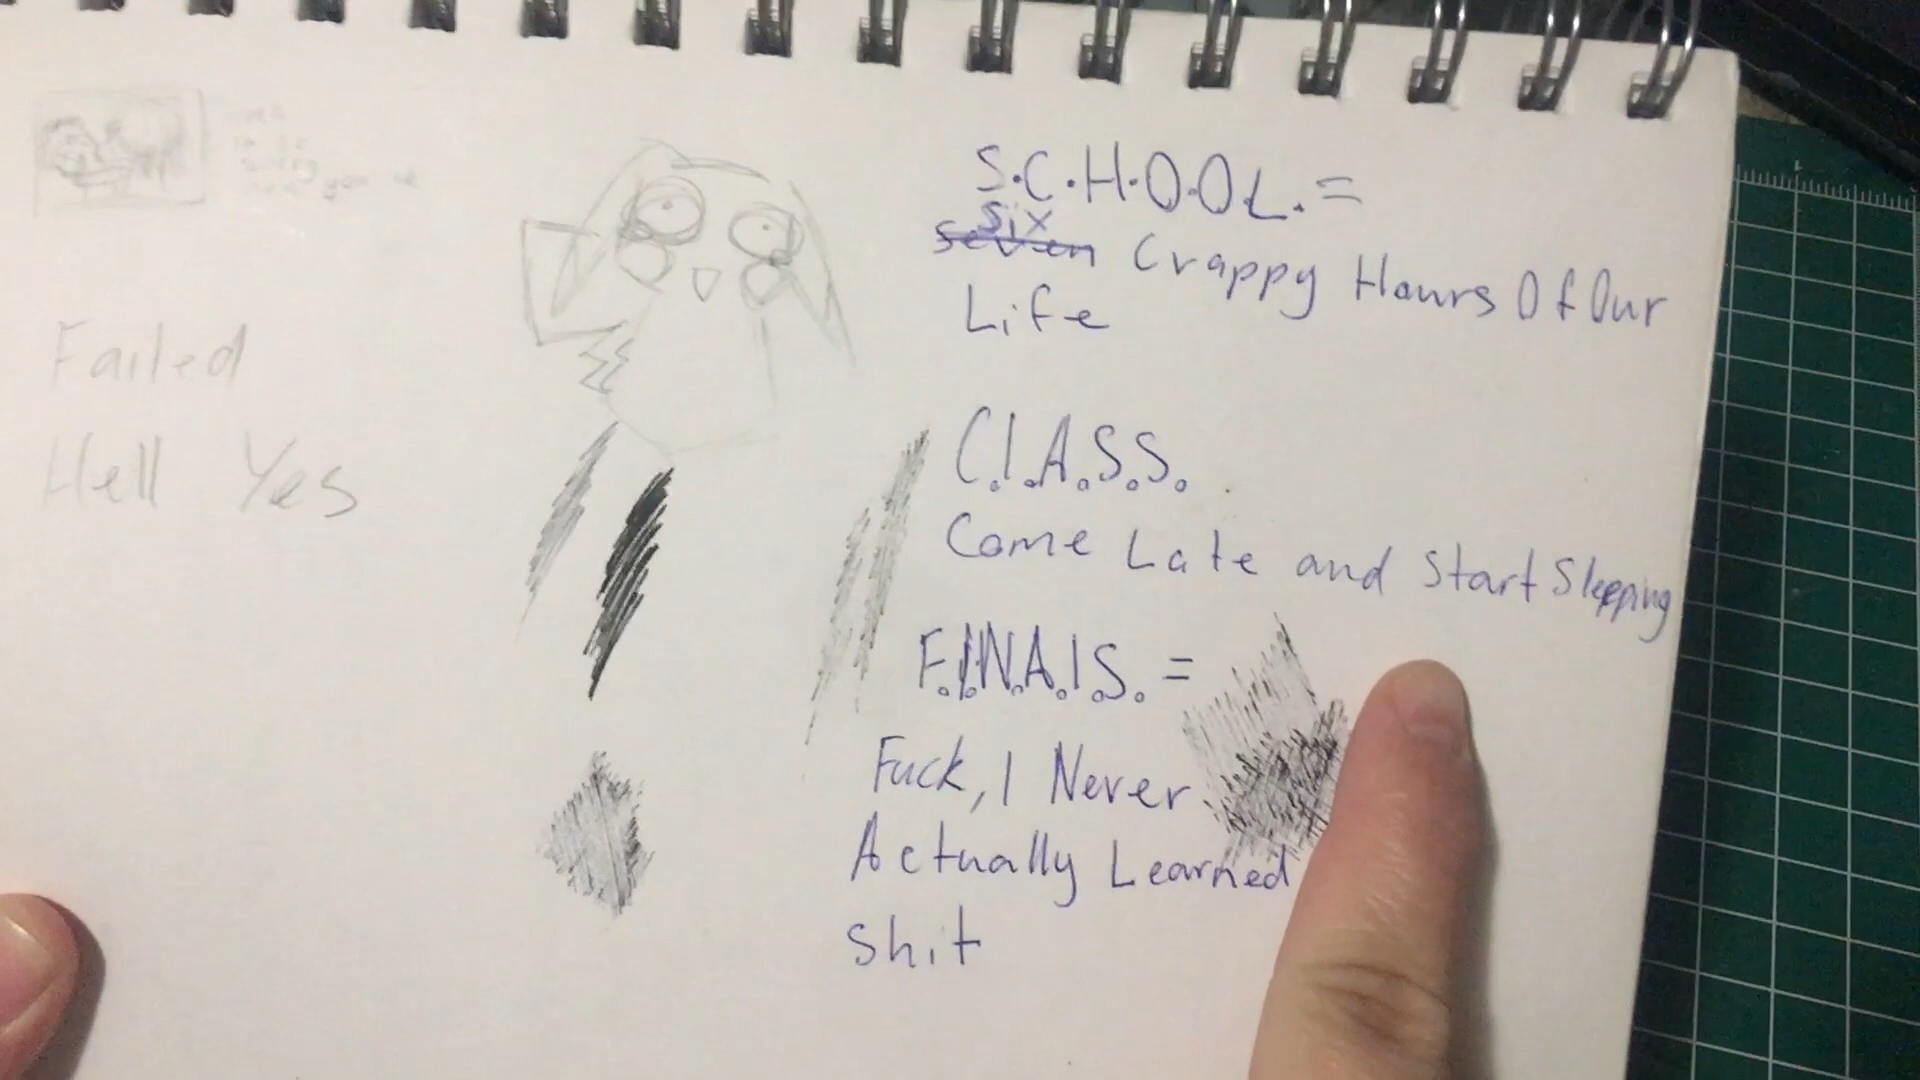 Failed
Hell Yes
S.C.H.O.O.L. =
six
seven Crappy Hours Of Our
Life
C.l.A.S.S.
Come Late and Start Slepping
F.I.N.A.l.S. =
Fuck, I Never
Actually Learned
Shit